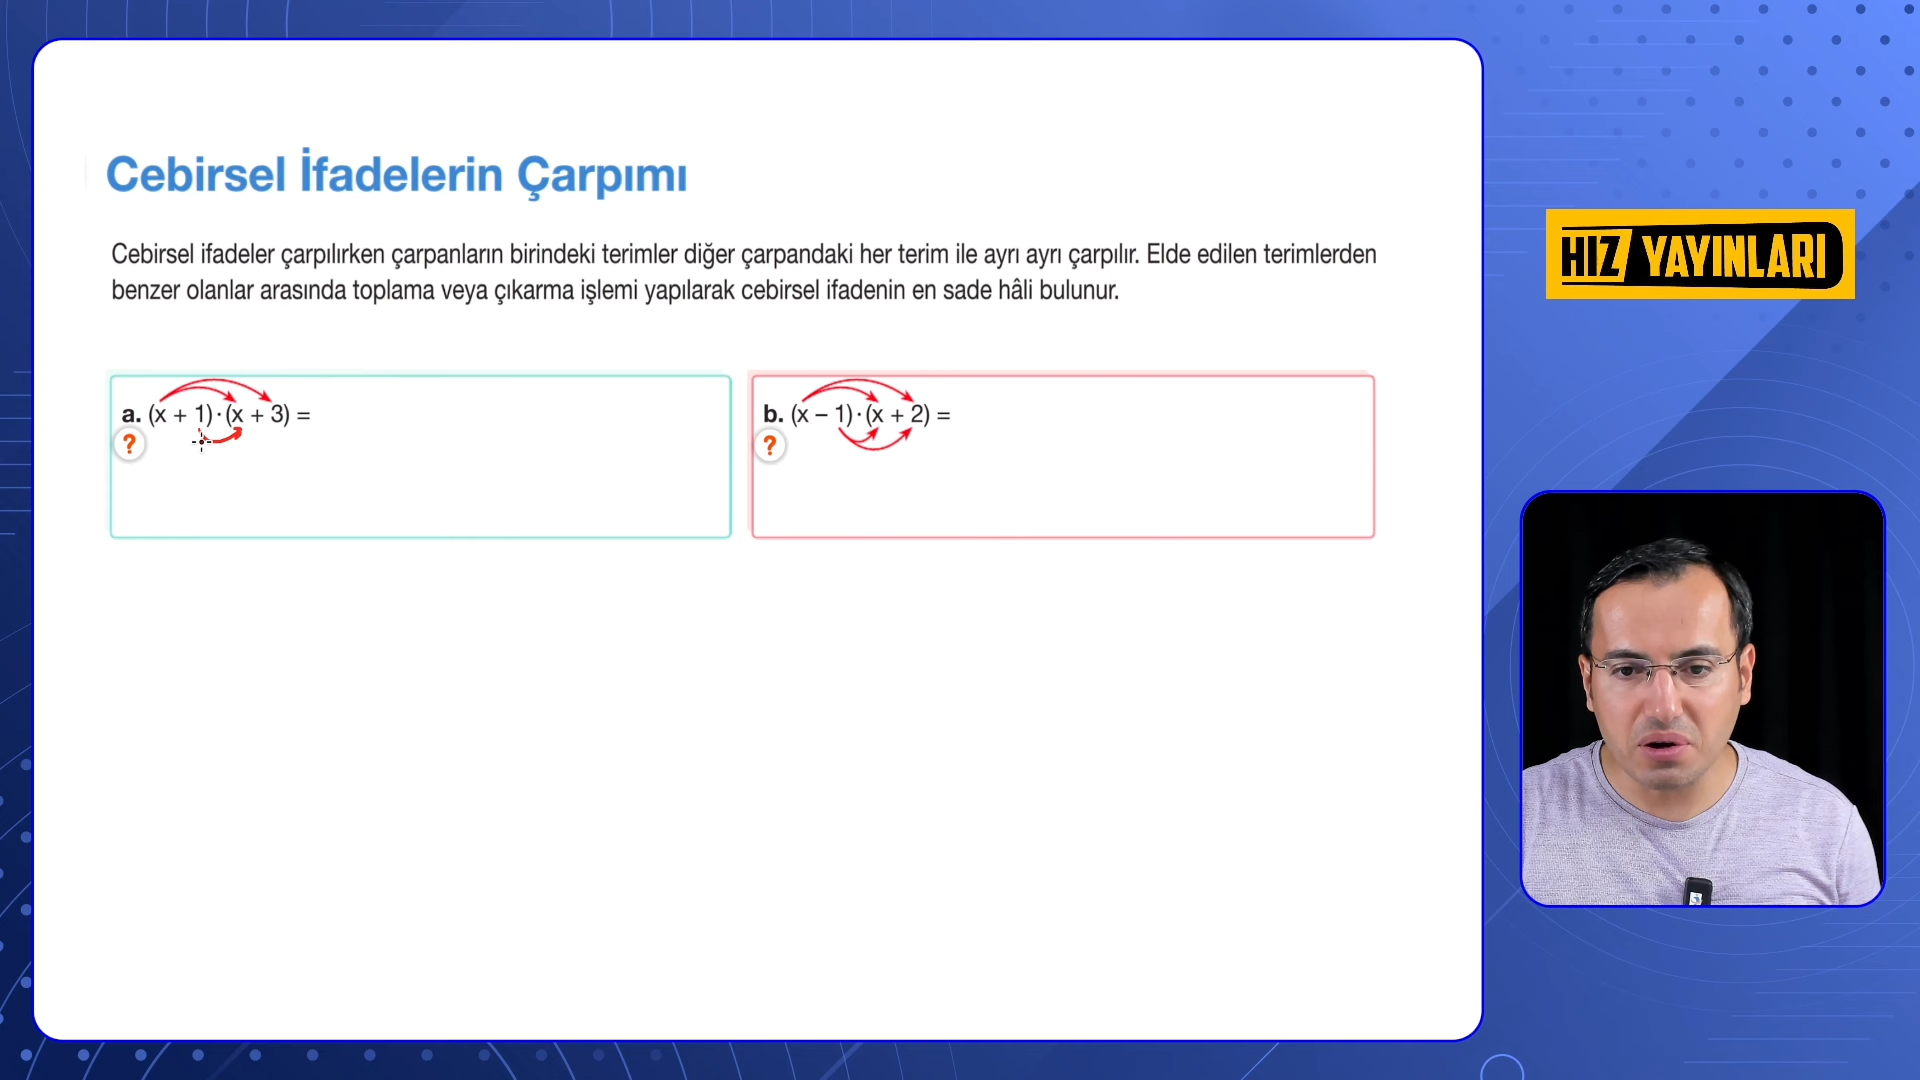 Cebirsel İfadelerin Çarpımı
Cebirsel ifadeler çarpılırken çarpanların birindeki terimler diğer çarpandaki her terim ile ayrı ayrı çarpılır. Elde edilen terimlerden
benzer olanlar arasında toplama veya çıkarma işlemi yapılarak cebirsel ifadenin en sade hâli bulunur.
a. (x + 1)·(x + 3) =
?
b. (x – 1)·(x + 2) =
?
HIZ YAYINLARI